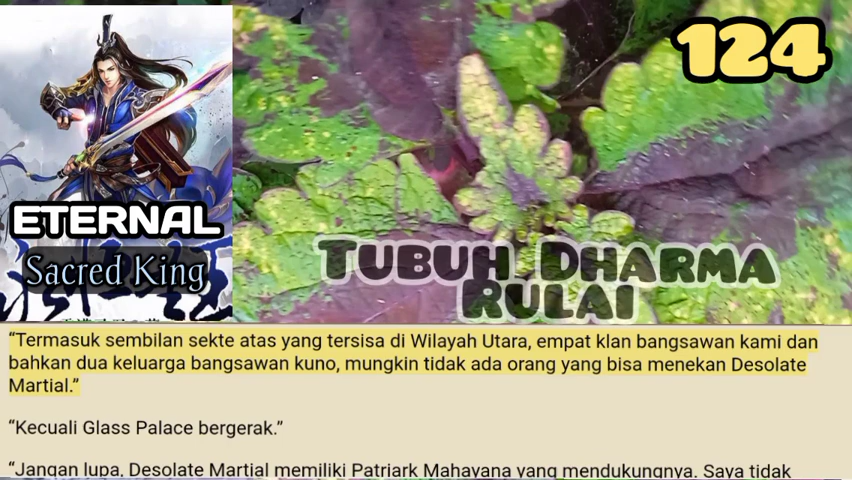 124
ETERNAL
Sacred King
TUBUH DHARMA
RULAI
“Termasuk sembilan sekte atas yang tersisa di Wilayah Utara, empat klan bangsawan kami dan
bahkan dua keluarga bangsawan kuno, mungkin tidak ada orang yang bisa menekan Desolate
Martial.”
“Kecuali Glass Palace bergerak.”
“Jangan lupa, Desolate Martial memiliki Patriark Mahayana yang mendukungnya. Saya tidak